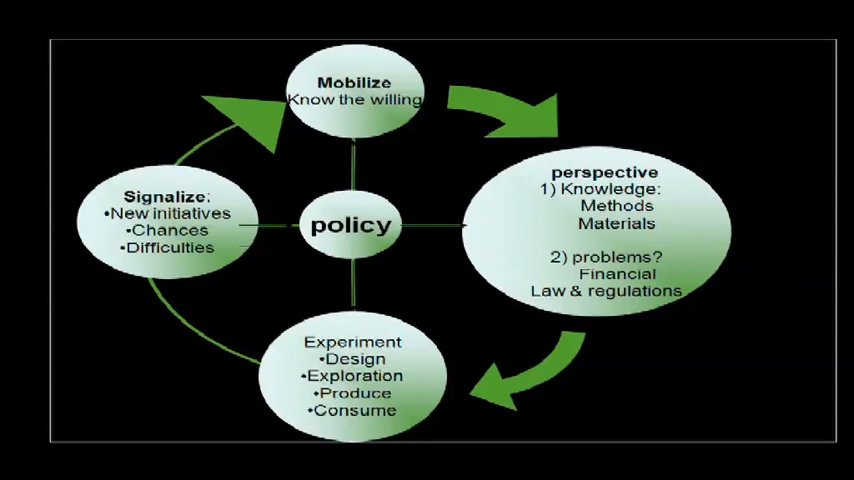 Mobilize
Know the willing
perspective
1) Knowledge:
Methods
Materials
2) problems?
Financial
Law & regulations
Signalize:
•New initiatives
•Chances
•Difficulties
policy
Experiment
•Design
•Exploration
•Produce
•Consume